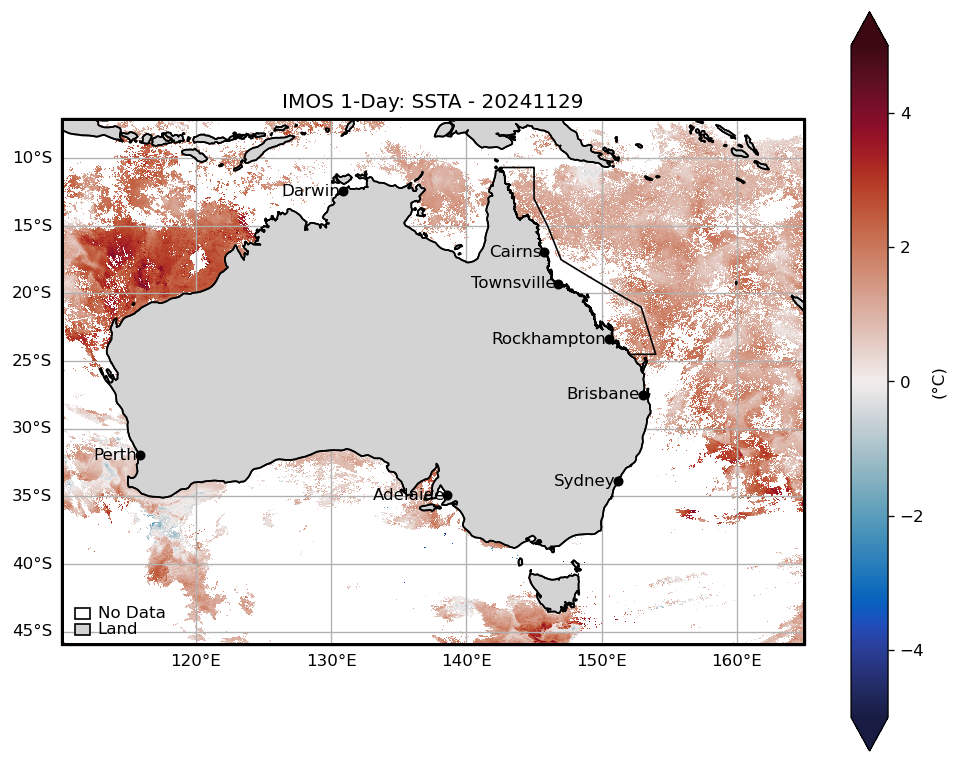 IMOS 1-Day: SSTA - 20241129
10°S
15°S
20°S
25°S
30°S
35°S
40°S
45°S
Darwin
Cairns
Townsville
Rockhampton
Brisbane
Perth
Sydney
Adelaide
No Data
Land
120°E 130°E 140°E 150°E 160°E
4
2
0
−2
−4
(°C)